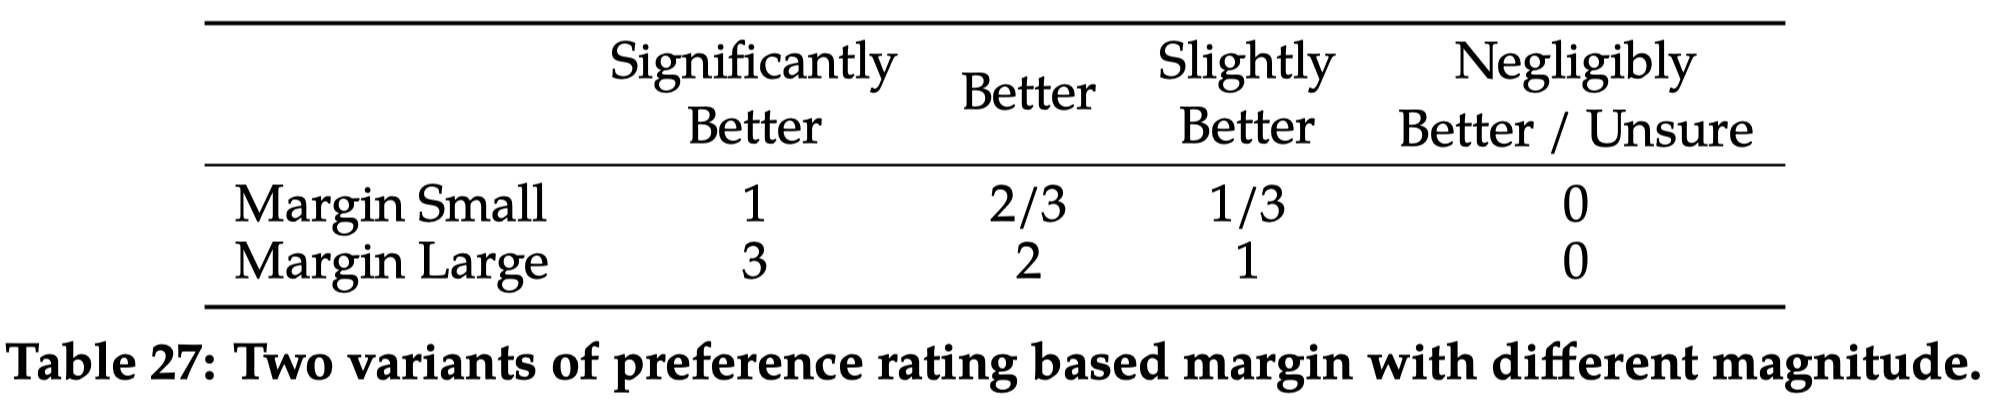 Significantly Better Better Slightly Better Negligibly Better / Unsure
Margin Small 1 2/3 1/3 0
Margin Large 3 2 1 0
Table 27: Two variants of preference rating based margin with different magnitude.